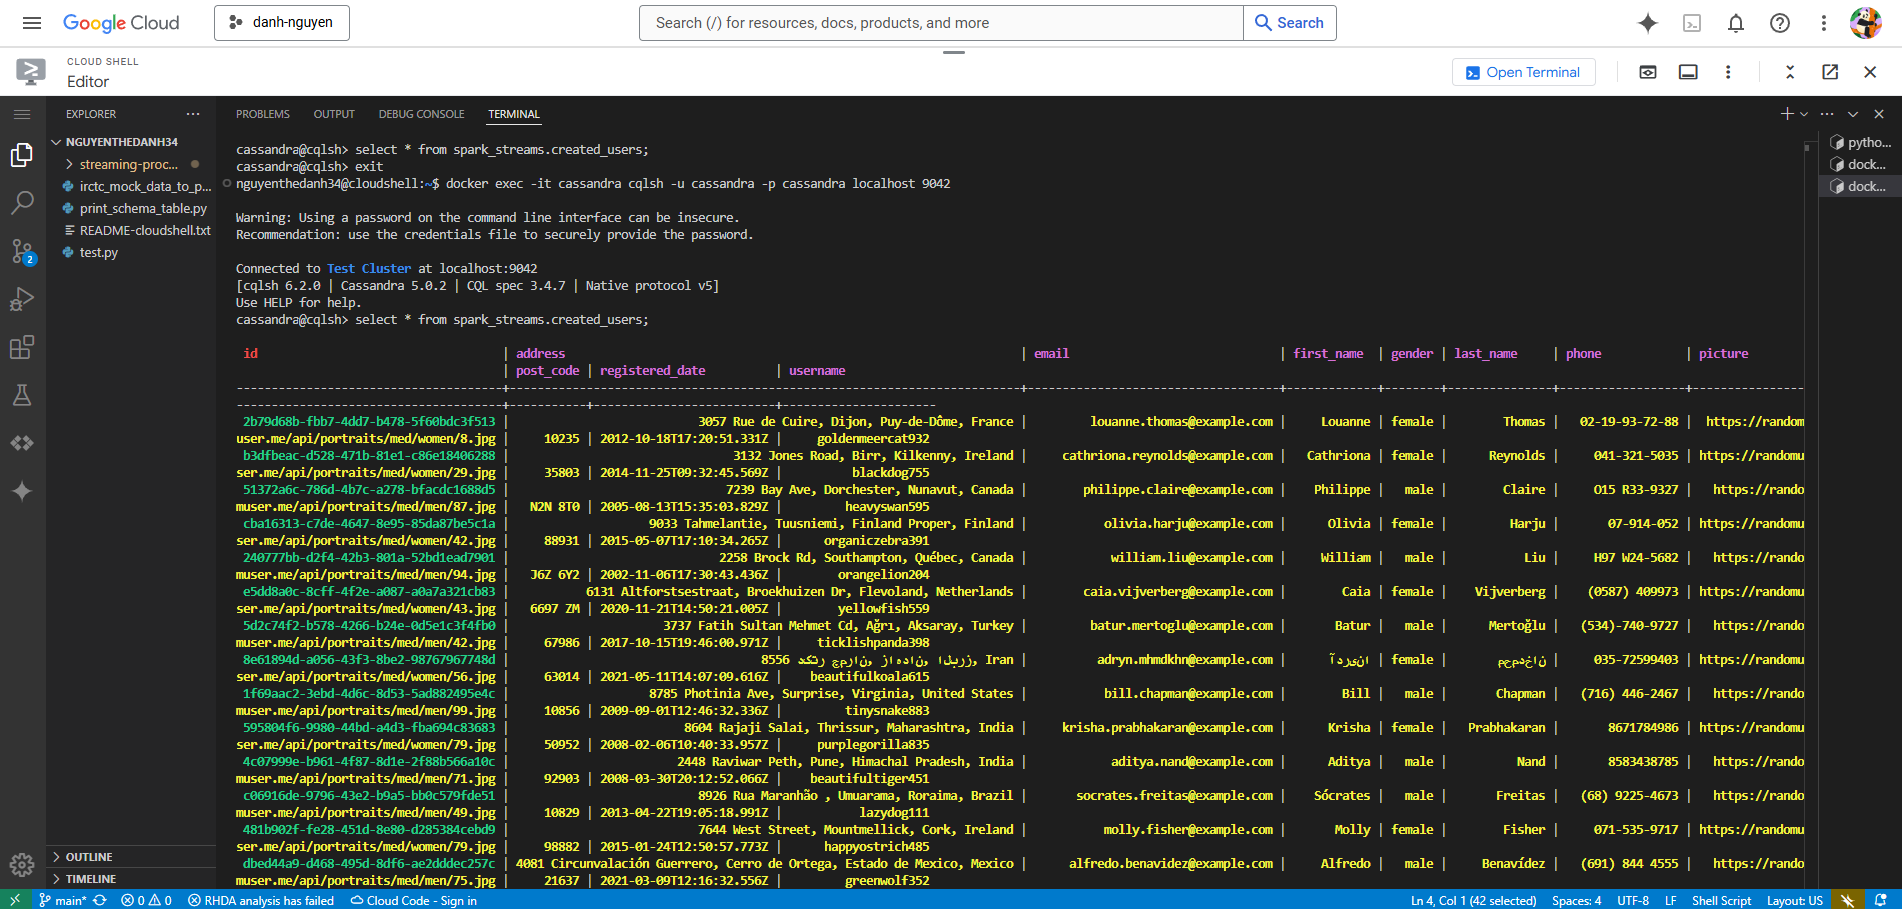 Google Cloud
danh-nguyen
Search (/) for resources, docs, products, and more
Search
CLOUD SHELL
Editor
Open Terminal
EXPLORER
NGUYENTHEDANH34
streaming-proc...
irctc_mock_data_to_p...
print_schema_table.py
README-cloudshell.txt
test.py
2
OUTLINE
TIMELINE
PROBLEMS OUTPUT DEBUG CONSOLE TERMINAL
pytho...
dock...
dock...
cassandra@cqlsh> select * from spark_streams.created_users;
cassandra@cqlsh> exit
nguyenthedanh34@cloudshell:~$ docker exec -it cassandra cqlsh -u cassandra -p cassandra localhost 9042
Warning: Using a password on the command line interface can be insecure.
Recommendation: use the credentials file to securely provide the password.
Connected to Test Cluster at localhost:9042
[cqlsh 6.2.0 | Cassandra 5.0.2 | CQL spec 3.4.7 | Native protocol v5]
Use HELP for help.
cassandra@cqlsh> select * from spark_streams.created_users;
id | address | email | first_name | gender | last_name | phone | picture
| post_code | registered_date | username
2b79d68b-fbb7-4dd7-b478-5f60bdc3f513 | 3057 Rue de Cuire, Dijon, Puy-de-Dôme, France | louanne.thomas@example.com | Louanne | female | Thomas | 02-19-93-72-88 | https://random
user.me/api/portraits/med/women/8.jpg | 10235 | 2012-10-18T17:20:51.331Z | goldenmeercat932
b3dfbeac-d528-471b-81e1-c86e18406288 | 3132 Jones Road, Birr, Kilkenny, Ireland | cathriona.reynolds@example.com | Cathriona | female | Reynolds | 041-321-5035 | https://randomu
ser.me/api/portraits/med/women/29.jpg | 35803 | 2014-11-25T09:32:45.569Z | blackdog755
51372a6c-786d-4b7c-a278-bfacdc1688d5 | 7239 Bay Ave, Dorchester, Nunavut, Canada | philippe.claire@example.com | Philippe | male | Claire | O15 R33-9327 | https://rando
muser.me/api/portraits/med/men/87.jpg | N2N 8T0 | 2005-08-13T15:35:03.829Z | heavyswan595
cba16313-c7de-4647-8e95-85da87be5c1a | 9033 Tahmelantie, Tuusniemi, Finland Proper, Finland | olivia.harju@example.com | Olivia | female | Harju | 07-914-052 | https://randomu
ser.me/api/portraits/med/women/42.jpg | 88931 | 2015-05-07T17:10:34.265Z | organiczebra391
240777bb-d2f4-42b3-801a-52bd1ead7901 | 2258 Brock Rd, Southampton, Québec, Canada | william.liu@example.com | William | male | Liu | H97 W24-5682 | https://rando
muser.me/api/portraits/med/men/94.jpg | J6Z 6Y2 | 2002-11-06T17:30:43.436Z | orangelion204
e5dd8a0c-8cff-4f2e-a087-a0a7a321cb83 | 6131 Altforstsestraat, Broekhuizen Dr, Flevoland, Netherlands | caia.vijverberg@example.com | Caia | female | Vijverberg | (0587) 409973 | https://randomu
ser.me/api/portraits/med/women/43.jpg | 6697 ZM | 2020-11-21T14:50:21.005Z | yellowfish559
5d2c74f2-b578-4266-b24e-0d5e1c3f4fb0 | 3737 Fatih Sultan Mehmet Cd, Ağrı, Aksaray, Turkey | batur.mertoglu@example.com | Batur | male | Mertoğlu | (534)-740-9727 | https://rando
muser.me/api/portraits/med/men/42.jpg | 67986 | 2017-10-15T19:46:00.971Z | ticklishpanda398
8e61894d-a056-43f3-8be2-98767967748d | 8556 دکتر چمران, زاهدان, البرز, Iran | adryn.mhmdkhn@example.com | آدرینا | female | محمدخان | 035-72599403 | https://randomu
ser.me/api/portraits/med/women/56.jpg | 63014 | 2021-05-11T14:07:09.616Z | beautifulkoala615
1f69aac2-3ebd-4d6c-8d53-5ad882495e4c | 8785 Photinia Ave, Surprise, Virginia, United States | bill.chapman@example.com | Bill | male | Chapman | (716) 446-2467 | https://rando
muser.me/api/portraits/med/men/99.jpg | 10856 | 2009-09-01T12:46:32.336Z | tinysnake883
595804f6-9980-44bd-a4d3-fba694c83683 | 8604 Rajaji Salai, Thrissur, Maharashtra, India | krisha.prabhakaran@example.com | Krisha | female | Prabhakaran | 8671784986 | https://randomu
ser.me/api/portraits/med/women/79.jpg | 50952 | 2008-02-06T10:40:33.957Z | purplegorilla835
4c07999e-b961-4f87-8d1e-2f88b566a10c | 2448 Raviwar Peth, Pune, Himachal Pradesh, India | aditya.nand@example.com | Aditya | male | Nand | 8583438785 | https://rando
muser.me/api/portraits/med/men/71.jpg | 92903 | 2008-03-30T20:12:52.066Z | beautifultiger451
c06916de-9796-43e2-b9a5-bb0c579fde51 | 8926 Rua Maranhão , Umuarama, Roraima, Brazil | socrates.freitas@example.com | Sócrates | male | Freitas | (68) 9225-4673 | https://rando
muser.me/api/portraits/med/men/49.jpg | 10829 | 2013-04-22T19:05:18.991Z | lazydog111
481b902f-fe28-451d-8e80-d285384cebd9 | 7644 West Street, Mountmellick, Cork, Ireland | molly.fisher@example.com | Molly | female | Fisher | 071-535-9717 | https://randomu
ser.me/api/portraits/med/women/79.jpg | 98882 | 2015-01-24T12:50:57.773Z | happyostrich485
dbed44a9-d468-495d-8df6-ae2dddec257c | 4081 Circunvalación Guerrero, Cerro de Ortega, Estado de Mexico, Mexico | alfredo.benavidez@example.com | Alfredo | male | Benavídez | (691) 844 4555 | https://rando
muser.me/api/portraits/med/men/75.jpg | 21637 | 2021-03-09T12:16:32.556Z | greenwolf352
main* 0 0 RHDA analysis has failed Cloud Code - Sign in Ln 4, Col 1 (42 selected) Spaces: 4 UTF-8 LF Shell Script Layout: US